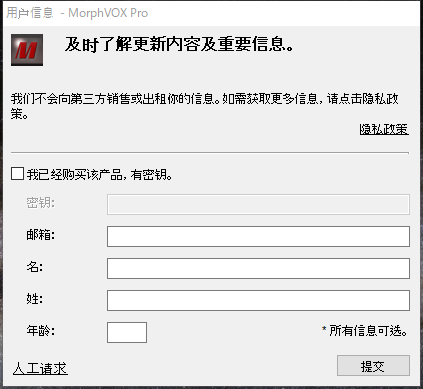 用户信息 - MorphVOX Pro
M
及时了解更新内容及重要信息。
我们不会向第三方销售或出租你的信息。如需获取更多信息，请点击隐私政
策。
隐私政策
我已经购买该产品，有密钥。
密钥:
邮箱:
名:
姓:
年龄:
* 所有信息可选。
人工请求
提交